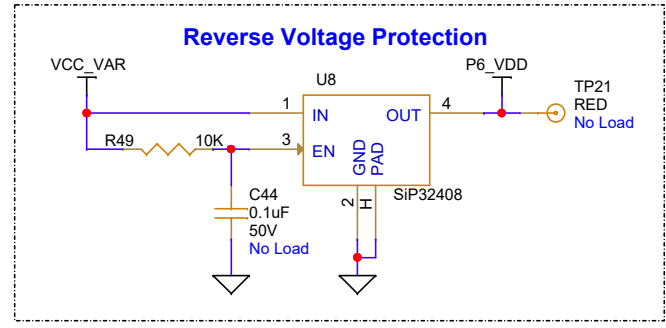 Reverse Voltage Protection
VCC_VAR
P6_VDD
U8
TP21
RED
No Load
1
IN
OUT
4
R49
10K
3
EN
GND
PAD
SiP32408
2
H
C44
0.1uF
50V
No Load